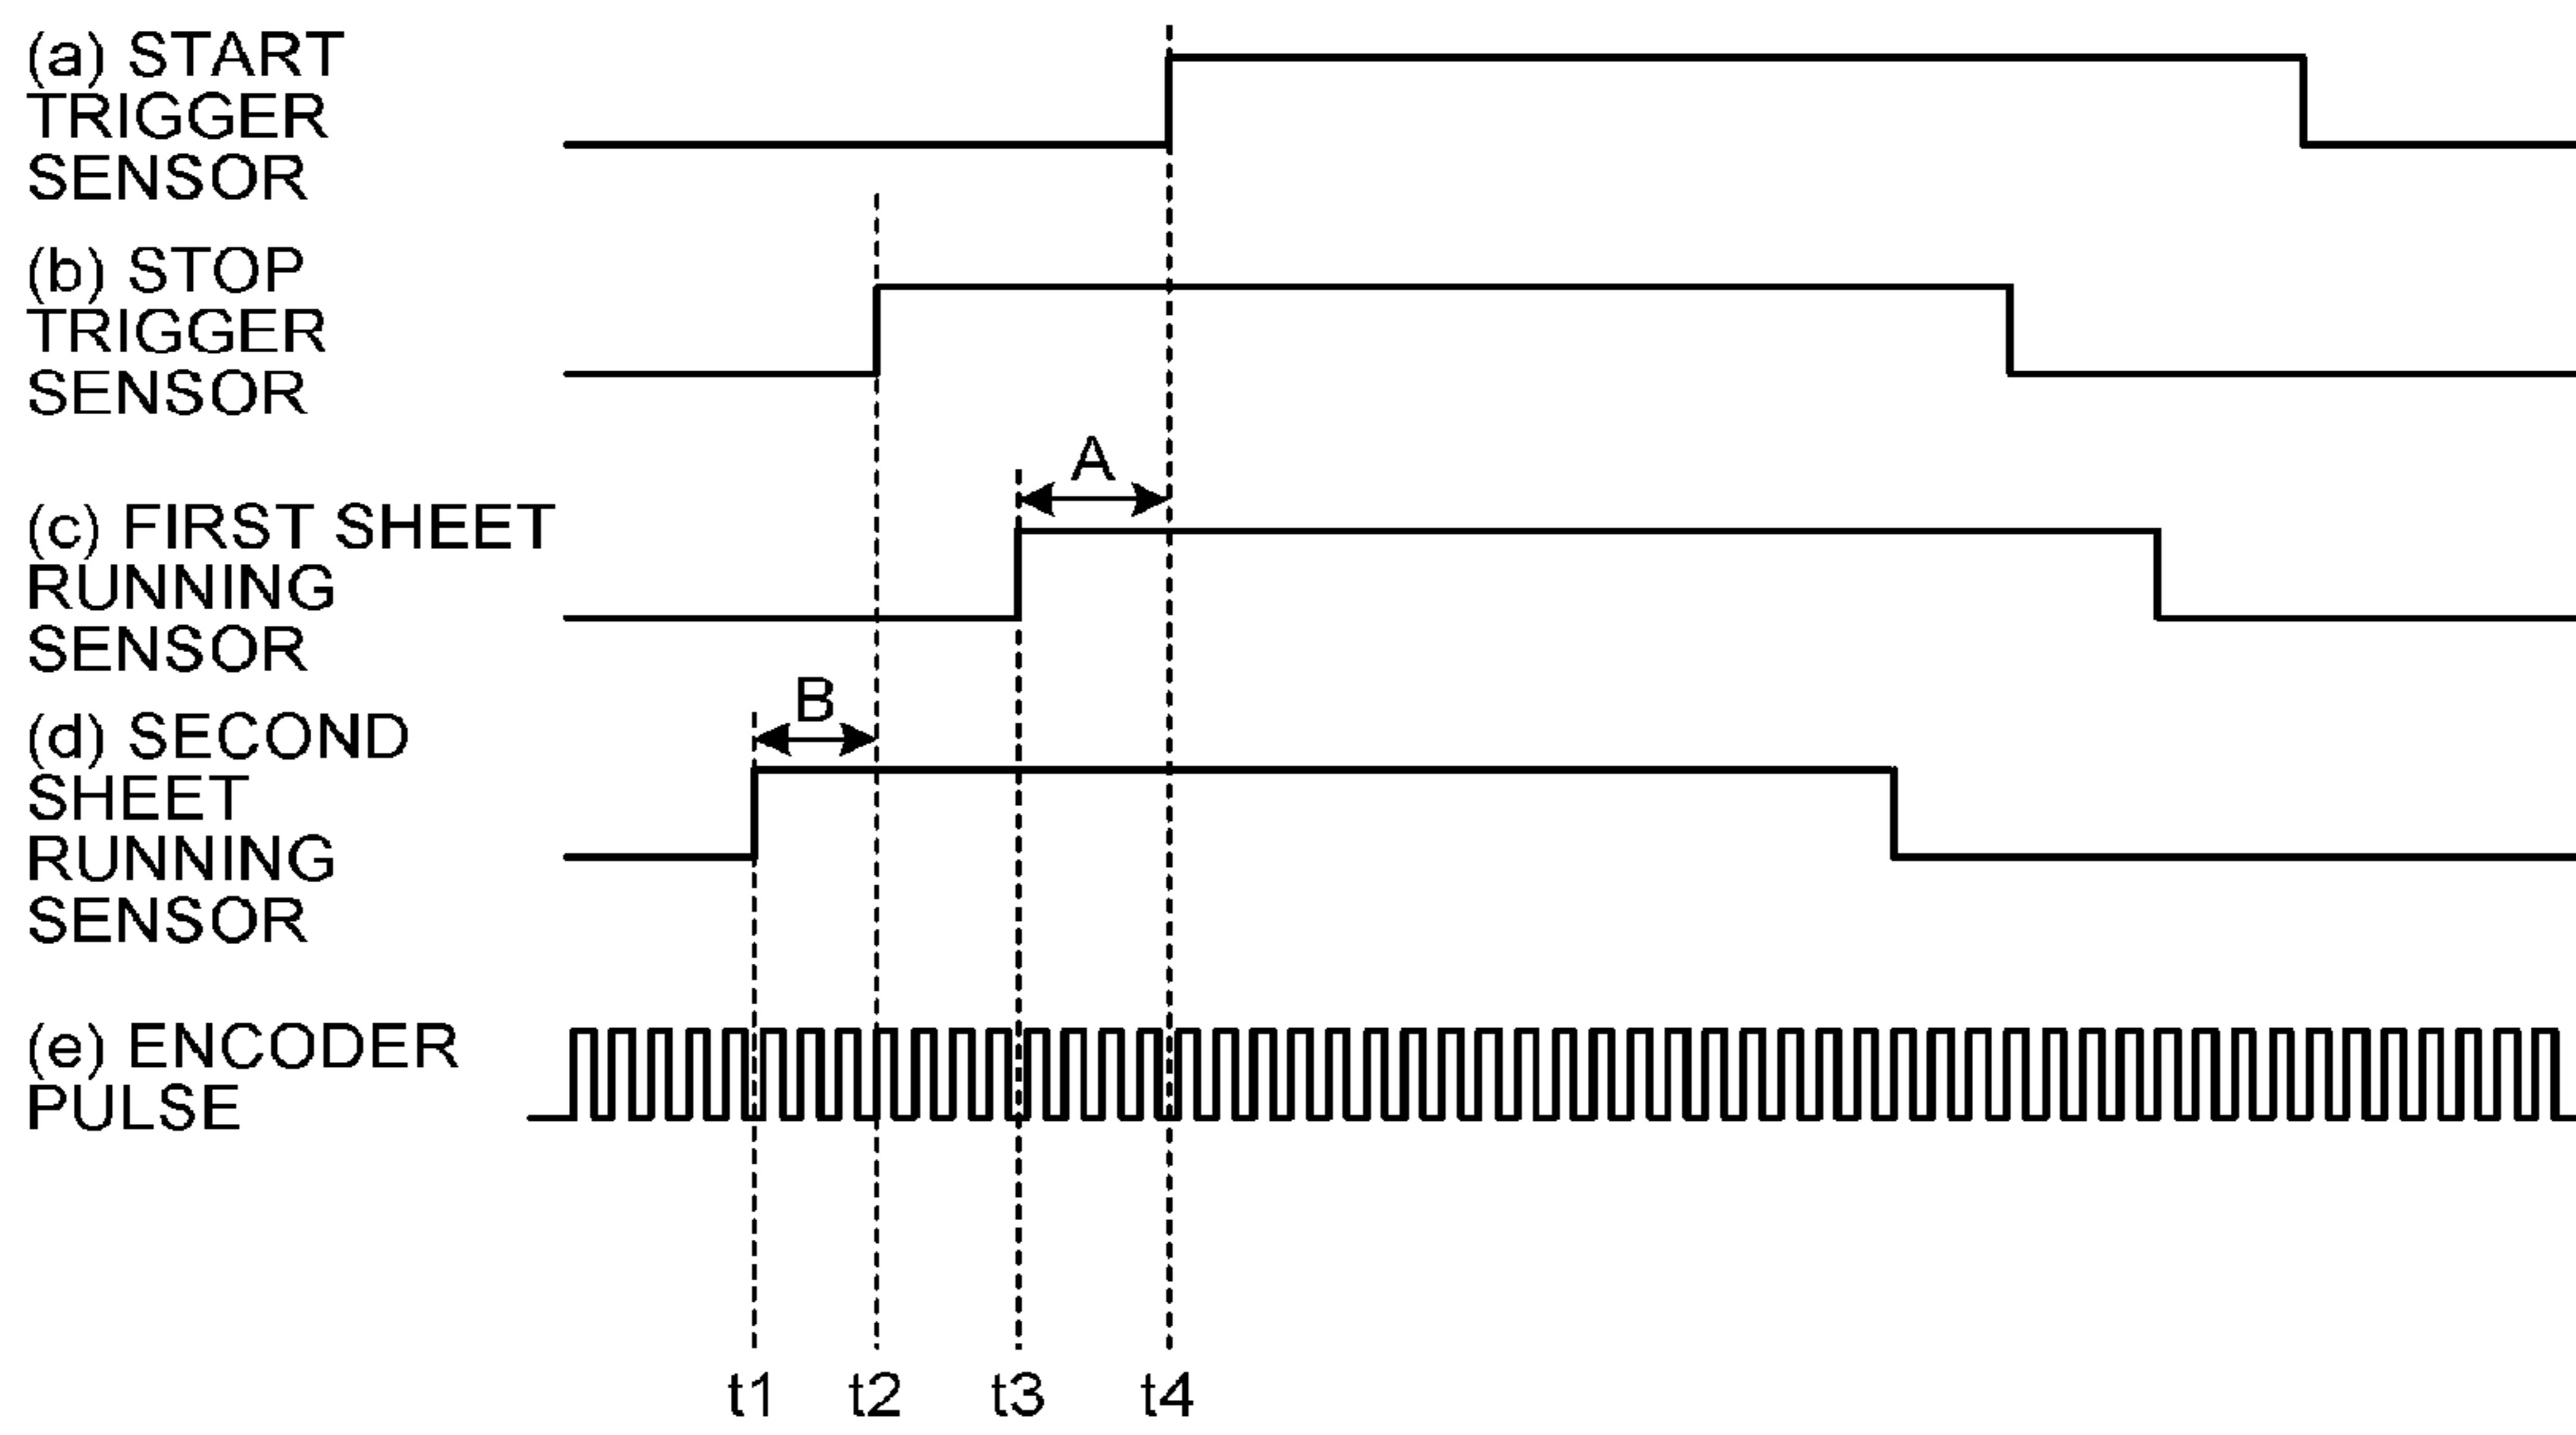 (a) START
TRIGGER
SENSOR
(b) STOP
TRIGGER
SENSOR
A
(c) FIRST SHEET
RUNNING
SENSOR
B
(d) SECOND
SHEET
RUNNING
SENSOR
(e) ENCODER
PULSE
t1 t2 t3 t4